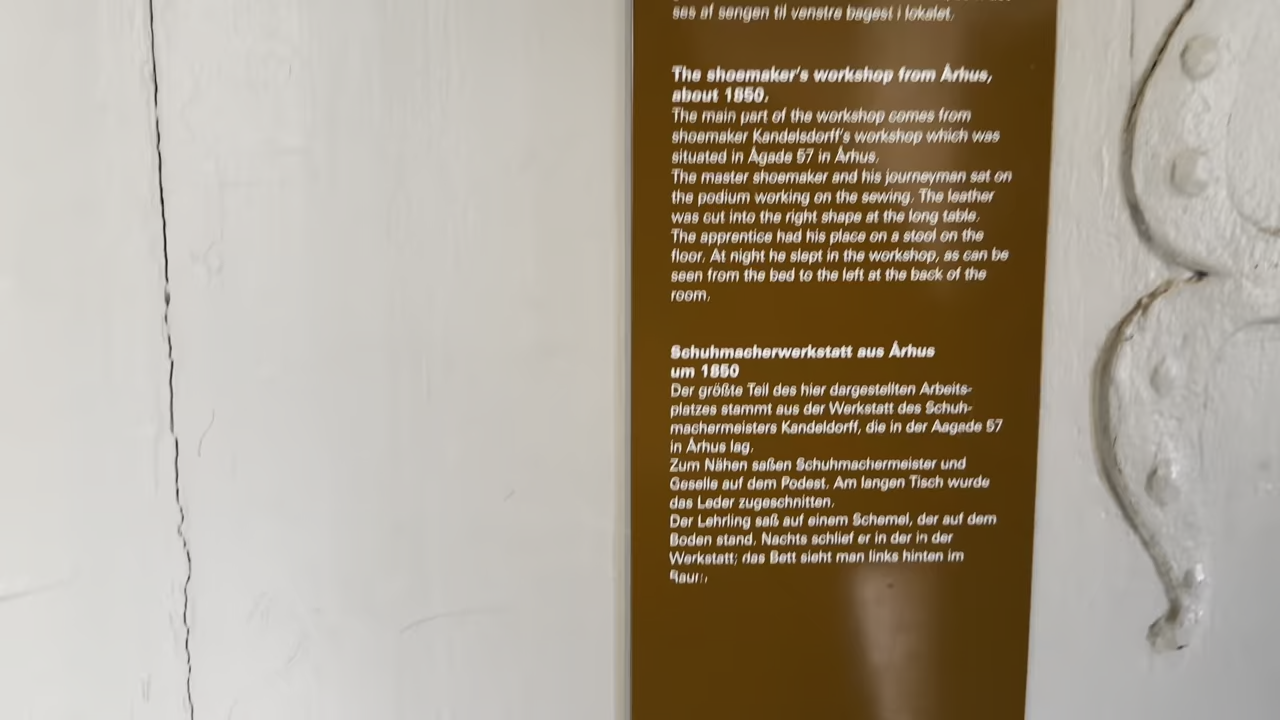 ses af sengen til venstre bagest i lokalet.
The shoemaker's workshop from Århus,
about 1850.
The main part of the workshop comes from
shoemaker Kandelsdorff's workshop which was
situated in Ågade 57 in Århus.
The master shoemaker and his journeyman sat on
the podium working on the sewing. The leather
was cut into the right shape at the long table.
The apprentice had his place on a stool on the
floor. At night he slept in the workshop, as can be
seen from the bed to the left at the back of the
room.
Schuhmacherwerkstatt aus Århus
um 1850
Der größte Teil des hier dargestellten Arbeits-
platzes stammt aus der Werkstatt des Schuh-
machermeisters Kandeldorff, die in der Aagade 57
in Århus lag.
Zum Nähen saßen Schuhmachermeister und
Geselle auf dem Podest. Am langen Tisch wurde
das Leder zugeschnitten.
Der Lehrling saß auf einem Schemel, der auf dem
Boden stand. Nachts schlief er in der in der
Werkstatt; das Bett sieht man links hinten im